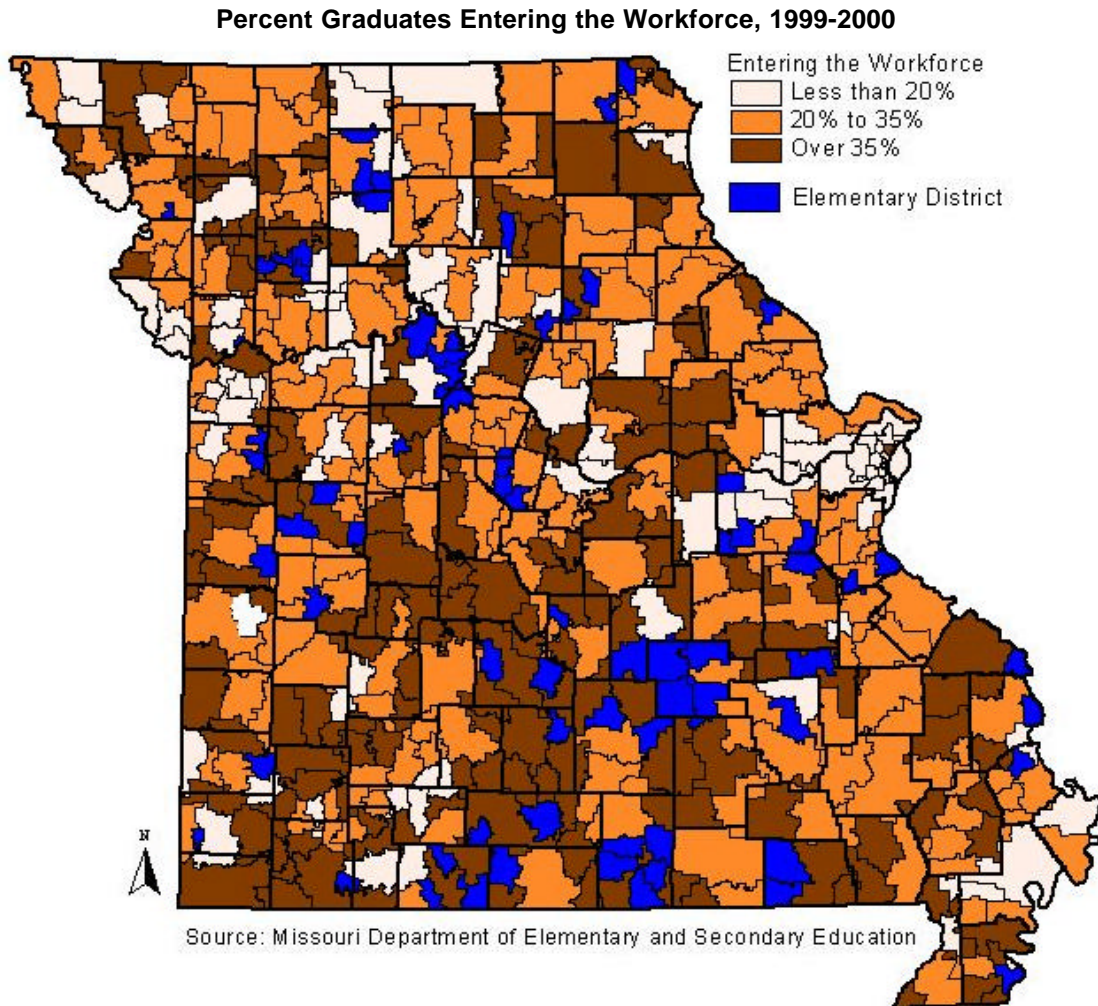 Percent Graduates Entering the Workforce, 1999-2000
Entering the Workforce
Less than 20%
20% to 35%
Over 35%
Elementary District
N
Source: Missouri Department of Elementary and Secondary Education